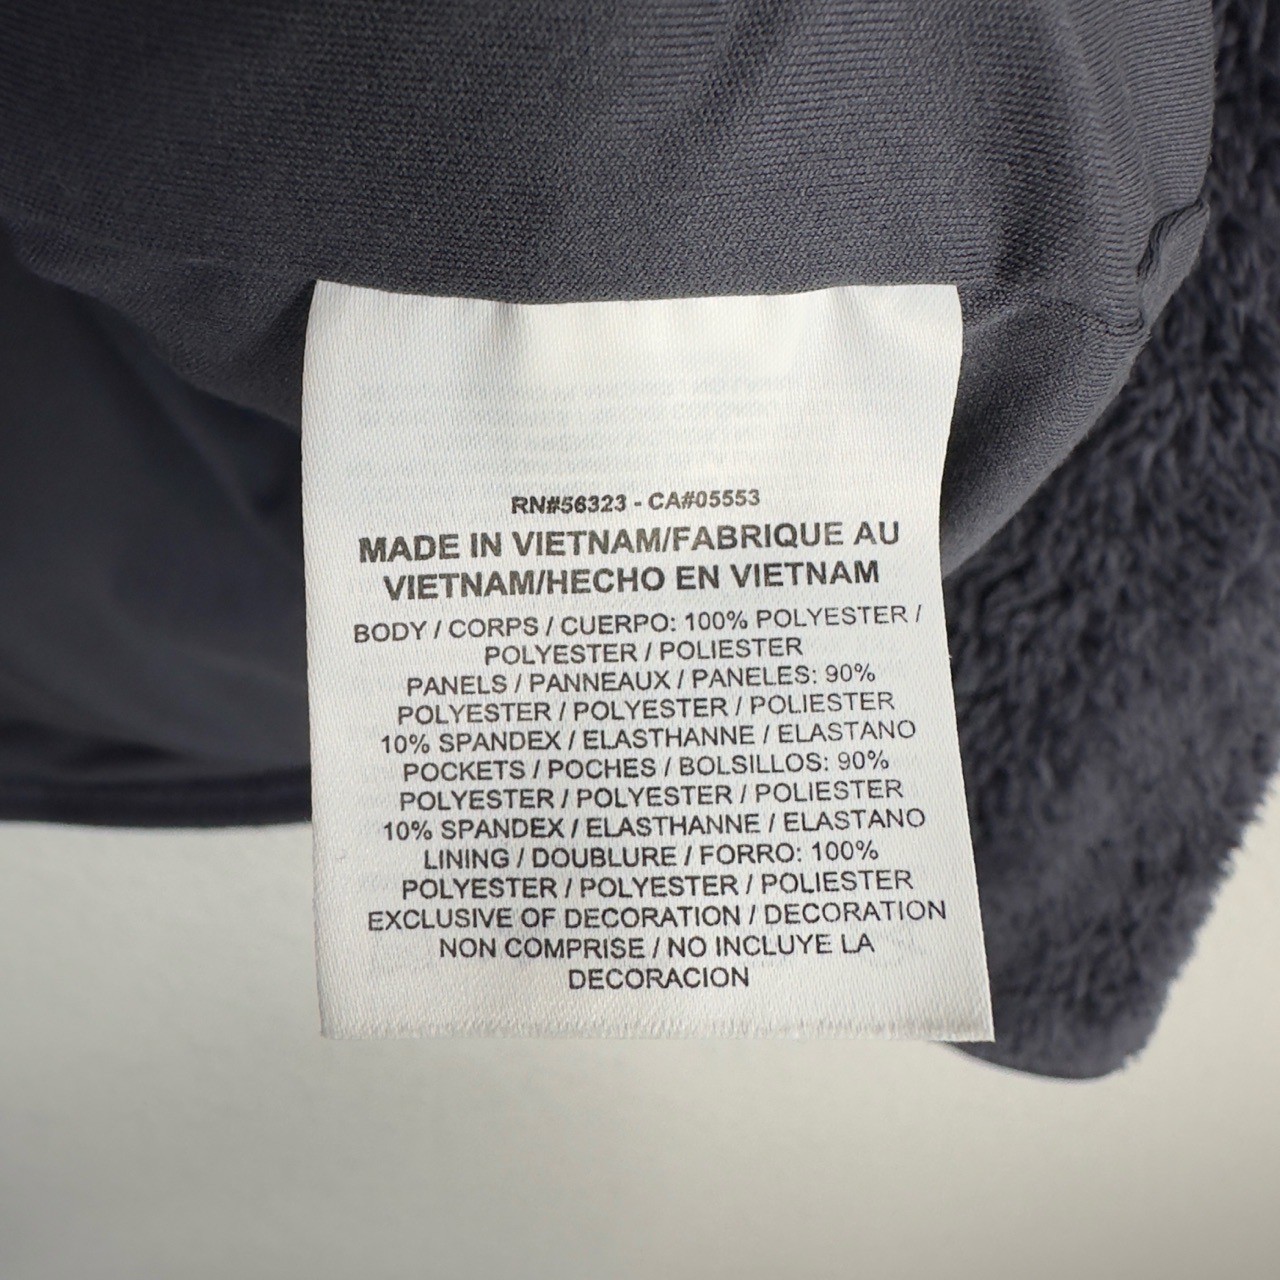 RN#56323 - CA#05553
MADE IN VIETNAM/FABRIQUE AU
VIETNAM/HECHO EN VIETNAM
BODY / CORPS / CUERPO: 100% POLYESTER /
POLYESTER / POLIESTER
PANELS / PANNEAUX / PANELES: 90%
POLYESTER / POLYESTER / POLIESTER
10% SPANDEX / ELASTHANNE / ELASTANO
POCKETS / POCHES / BOLSILLOS: 90%
POLYESTER / POLYESTER / POLIESTER
10% SPANDEX / ELASTHANNE / ELASTANO
LINING / DOUBLURE / FORRO: 100%
POLYESTER / POLYESTER / POLIESTER
EXCLUSIVE OF DECORATION / DECORATION
NON COMPRISE / NO INCLUYE LA
DECORACION